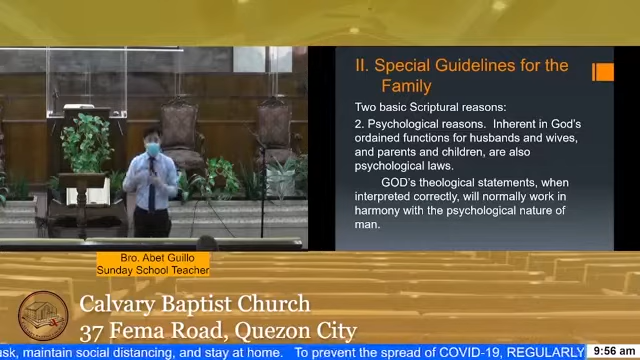 II. Special Guidelines for the
Family
Two basic Scriptural reasons:
2. Psychological reasons.  Inherent in God's
ordained functions for husbands and wives,
and parents and children, are also
psychological laws.
GOD's theological statements, when
interpreted correctly, will normally work in
harmony with the psychological nature of
man.
Bro. Abet Guillo
Sunday School Teacher
Calvary Baptist Church
37 Fema Road, Quezon City
ask, maintain social distancing, and stay at home.   To prevent the spread of COVID-19, REGULARLY
9:56 am